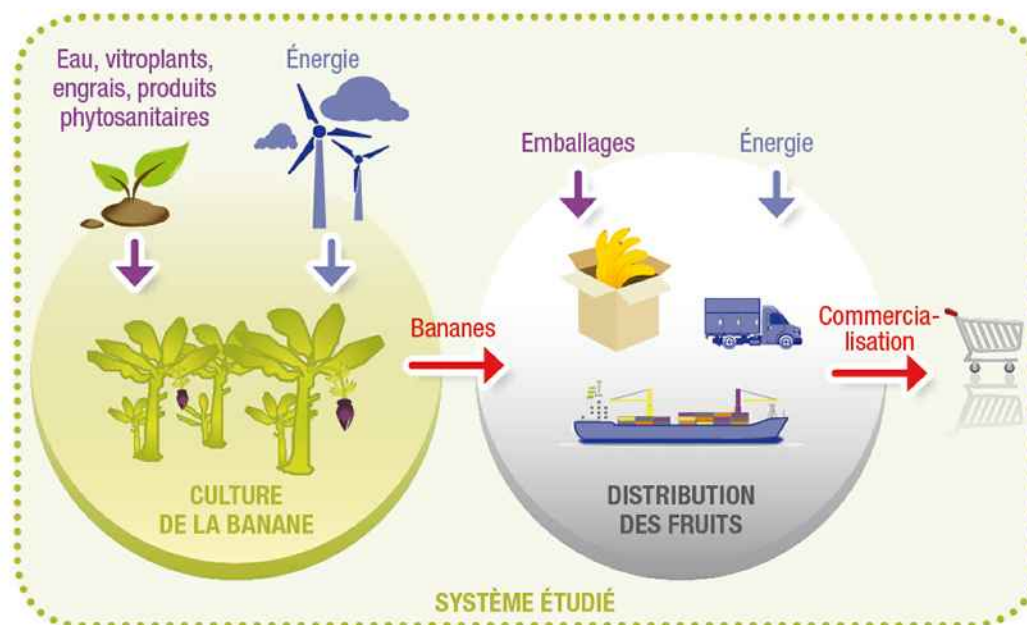 Eau, vitroplants,
engrais, produits
phytosanitaires
Énergie
Emballages
Énergie
Bananes
Commercia-
lisation
CULTURE
DE LA BANANE
DISTRIBUTION
DES FRUITS
SYSTÈME ÉTUDIÉ